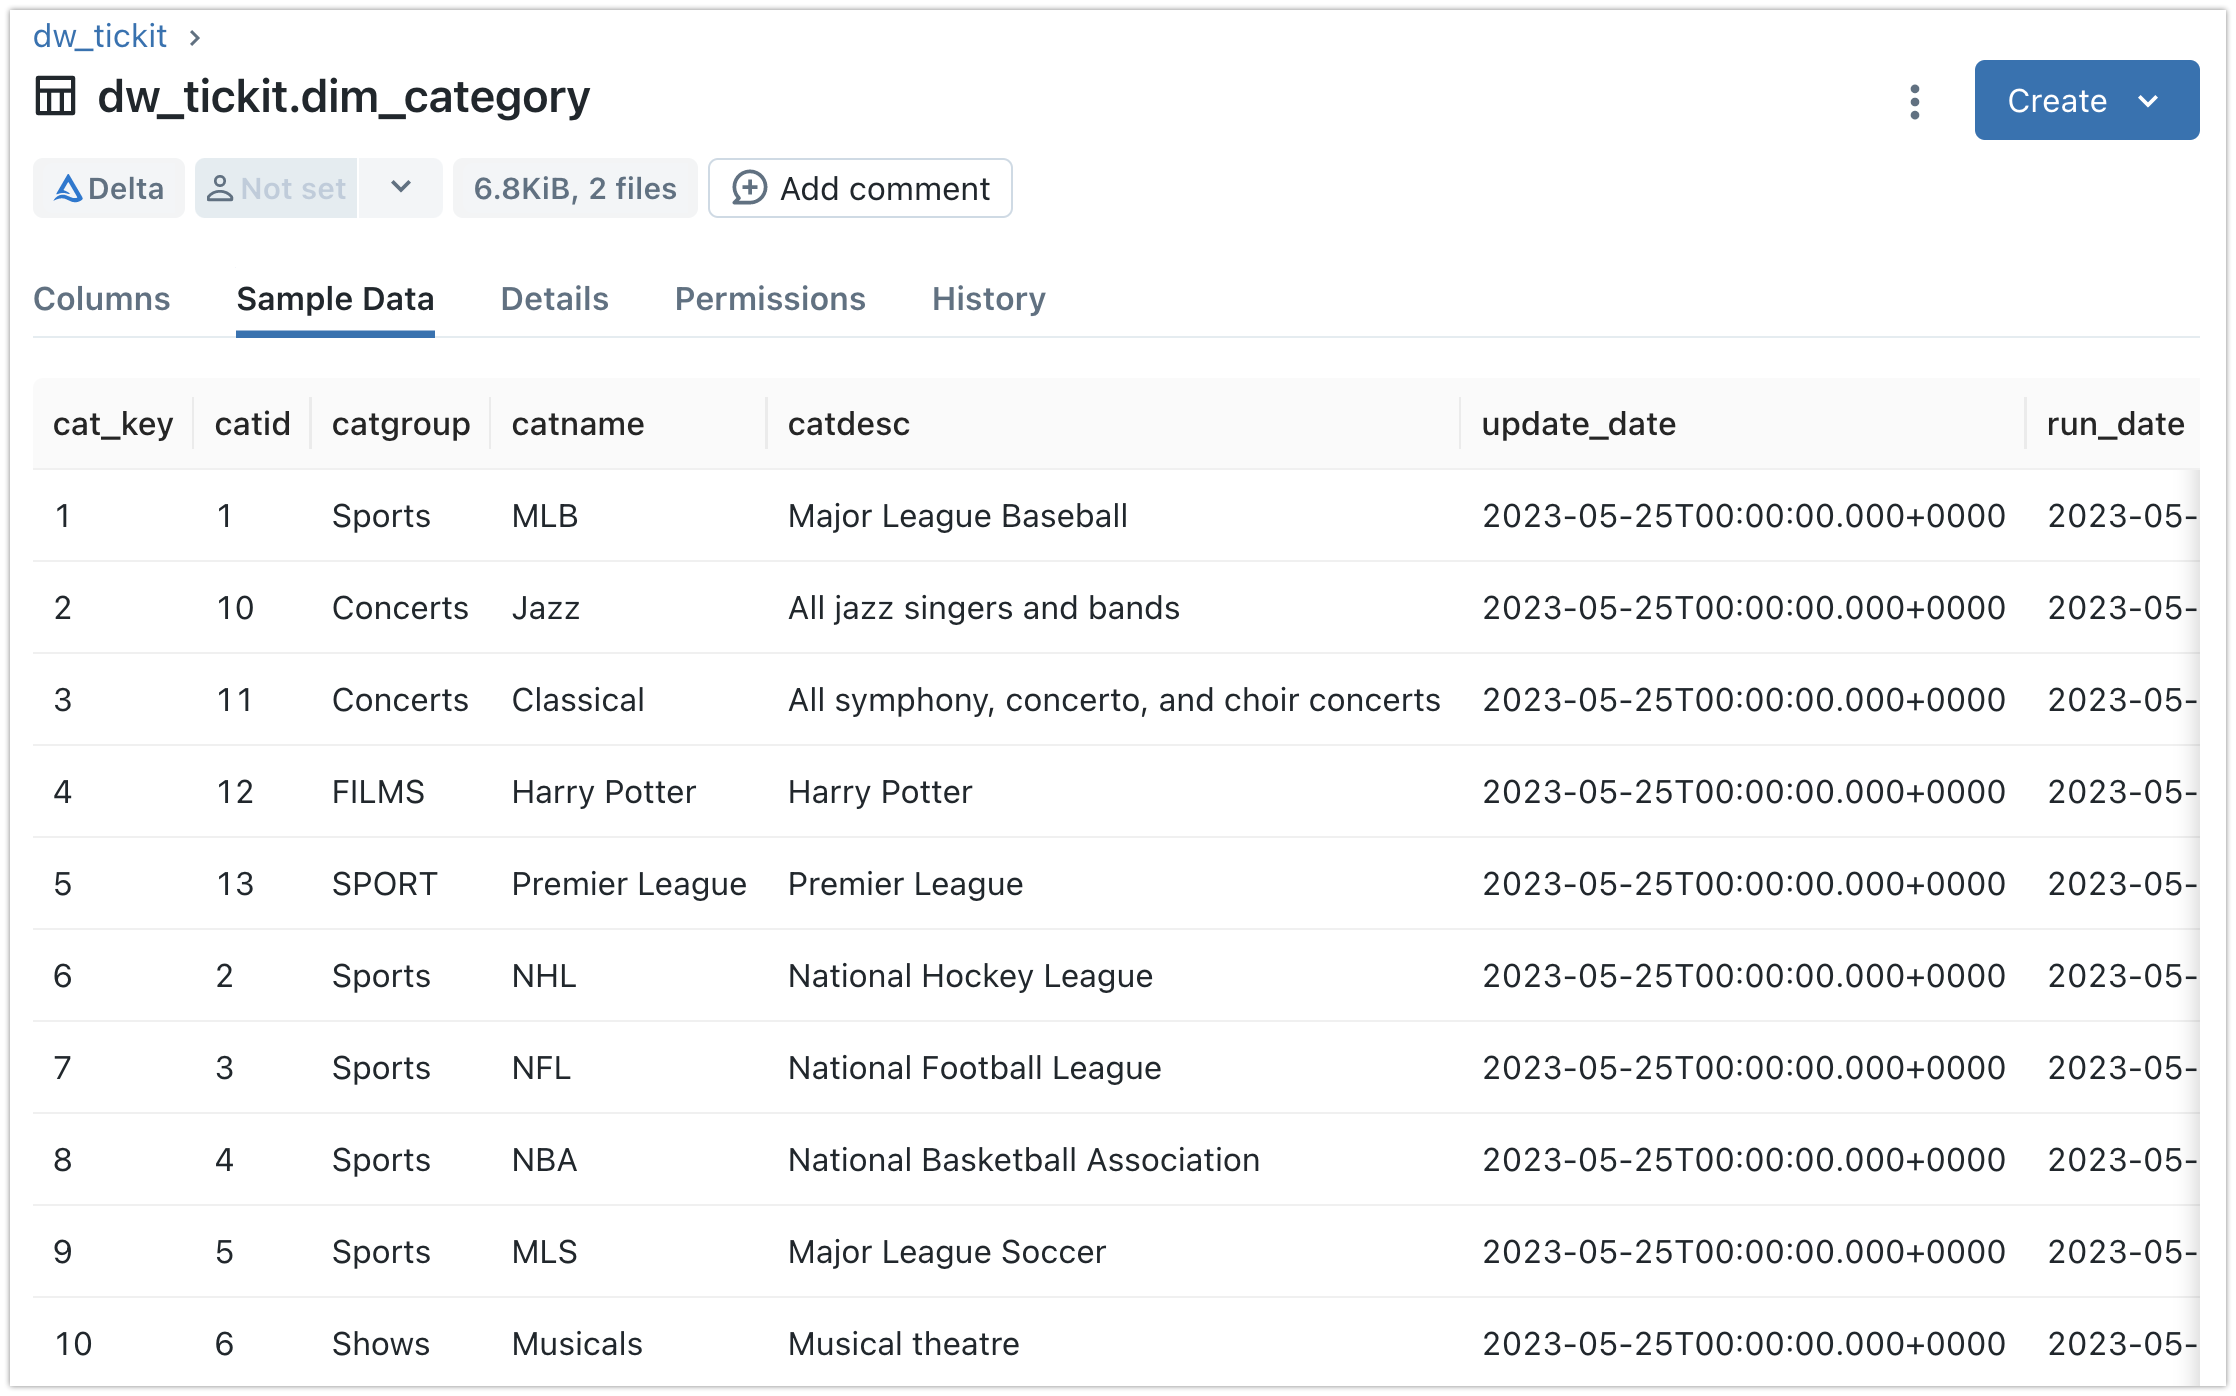 dw_tickit >
dw_tickit.dim_category
Create
Delta Not set 6.8KiB, 2 files Add comment
Columns Sample Data Details Permissions History
cat_key catid catgroup catname catdesc update_date run_date
1 1 Sports MLB Major League Baseball 2023-05-25T00:00:00.000+0000 2023-05-
2 10 Concerts Jazz All jazz singers and bands 2023-05-25T00:00:00.000+0000 2023-05-
3 11 Concerts Classical All symphony, concerto, and choir concerts 2023-05-25T00:00:00.000+0000 2023-05-
4 12 FILMS Harry Potter Harry Potter 2023-05-25T00:00:00.000+0000 2023-05-
5 13 SPORT Premier League Premier League 2023-05-25T00:00:00.000+0000 2023-05-
6 2 Sports NHL National Hockey League 2023-05-25T00:00:00.000+0000 2023-05-
7 3 Sports NFL National Football League 2023-05-25T00:00:00.000+0000 2023-05-
8 4 Sports NBA National Basketball Association 2023-05-25T00:00:00.000+0000 2023-05-
9 5 Sports MLS Major League Soccer 2023-05-25T00:00:00.000+0000 2023-05-
10 6 Shows Musicals Musical theatre 2023-05-25T00:00:00.000+0000 2023-05-